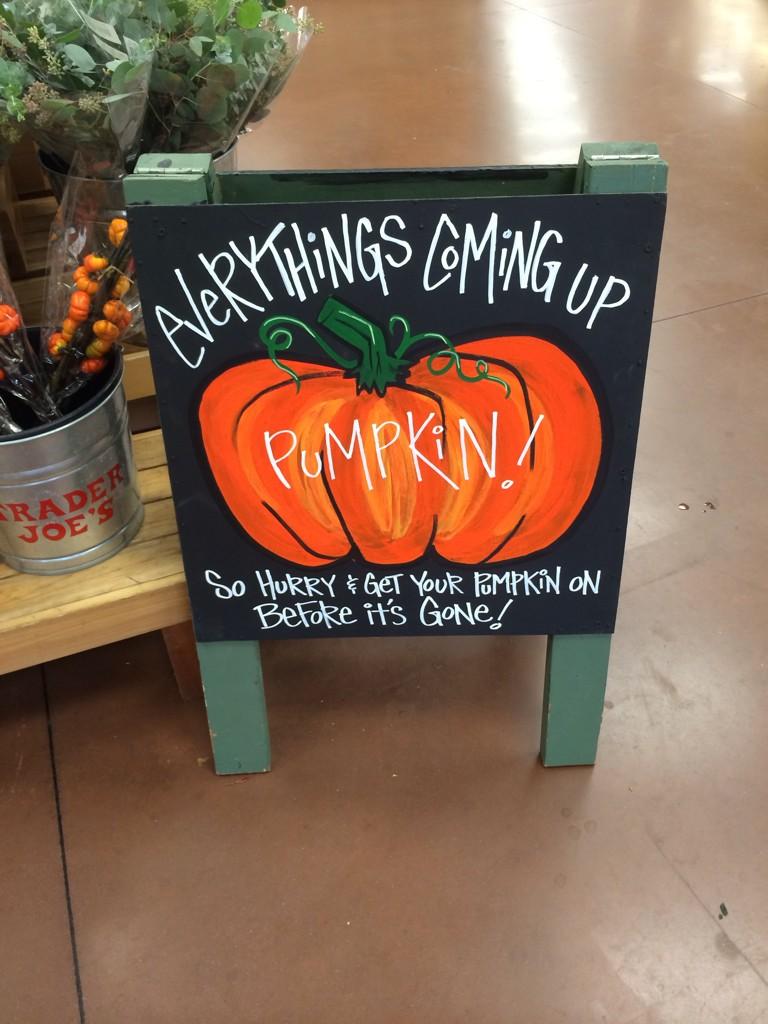 EVERYTHINGS COMING UP
PUMPKIN!
SO HURRY & GET YOUR PUMPKIN ON
BEFORE IT'S GONE!
TRADER
JOE'S